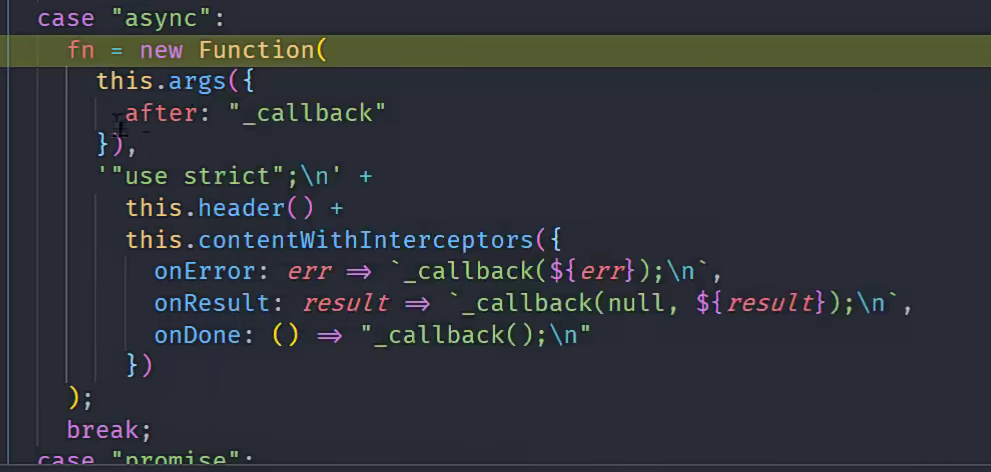 case "async":
fn = new Function(
this.args({
after: "_callback"
}),
'"use strict";\n' +
this.header() +
this.contentWithInterceptors({
onError: err => `_callback(${err});\n`,
onResult: result => `_callback(null, ${result});\n`,
onDone: () => "_callback();\n"
})
);
break;
case "promise":